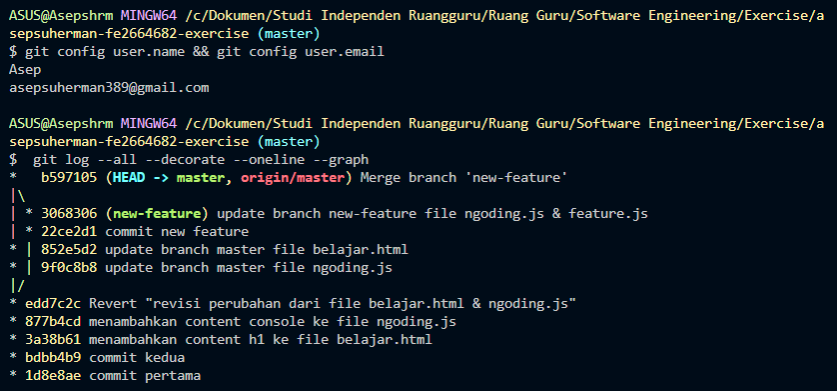 ASUS@Asepshrm MINGW64 /c/Dokumen/Studi Independen Ruangguru/Ruang Guru/Software Engineering/Exercise/a
sepsuherman-fe2664682-exercise (master)
$ git config user.name && git config user.email
Asep
asepsuherman389@gmail.com

ASUS@Asepshrm MINGW64 /c/Dokumen/Studi Independen Ruangguru/Ruang Guru/Software Engineering/Exercise/a
sepsuherman-fe2664682-exercise (master)
$  git log --all --decorate --oneline --graph
*   b597105 (HEAD -> master, origin/master) Merge branch 'new-feature'
|\
| * 3068306 (new-feature) update branch new-feature file ngoding.js & feature.js
| * 22ce2d1 commit new feature
* | 852e5d2 update branch master file belajar.html
* | 9f0c8b8 update branch master file ngoding.js
|/
* edd7c2c Revert "revisi perubahan dari file belajar.html & ngoding.js"
* 877b4cd menambahkan content console ke file ngoding.js
* 3a38b61 menambahkan content h1 ke file belajar.html
* bdbb4b9 commit kedua
* 1d8e8ae commit pertama